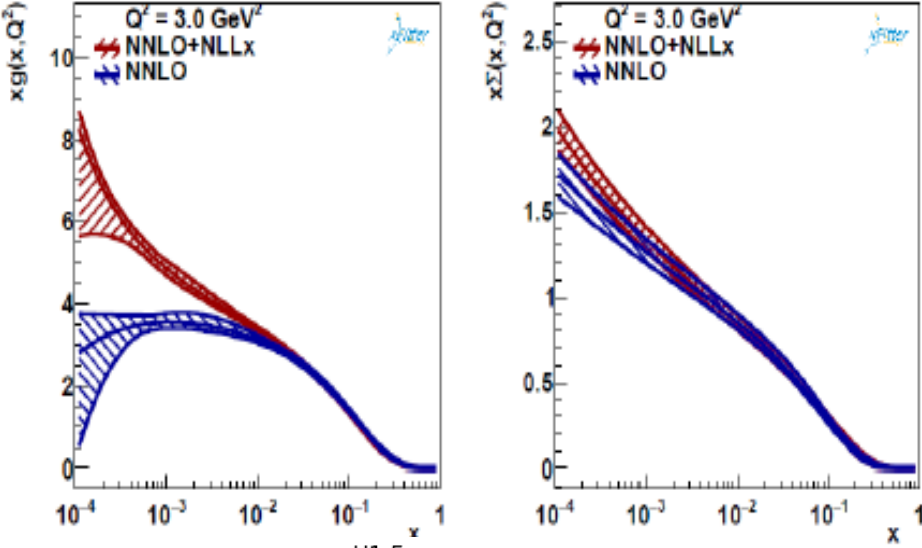 xg(x,Q²)
Q² = 3.0 GeV²
NNLO+NLLx
NNLO
10
8
6
4
2
0
10⁻⁴ 10⁻³ 10⁻² 10⁻¹ 1
x
xΣ(x,Q²)
Q² = 3.0 GeV²
NNLO+NLLx
NNLO
2.5
2
1.5
1
0.5
0
10⁻⁴ 10⁻³ 10⁻² 10⁻¹ 1
x